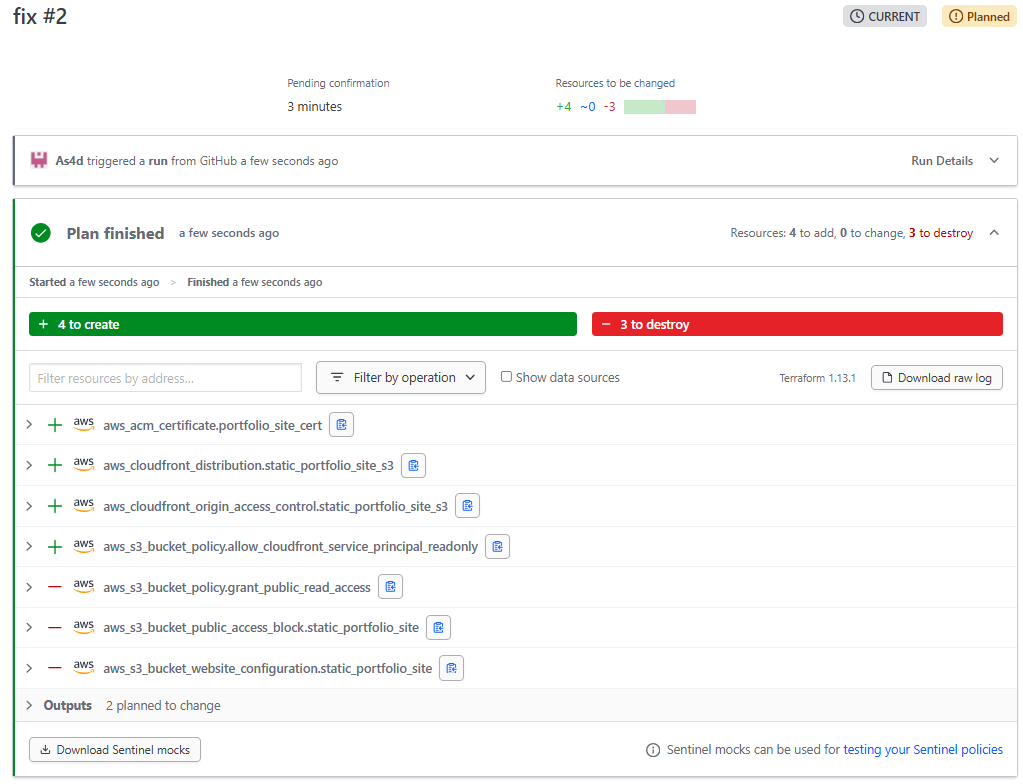 fix #2
CURRENT
Planned
Pending confirmation
Resources to be changed
3 minutes
+4 ~0 -3
As4d triggered a run from GitHub a few seconds ago
Run Details
Plan finished a few seconds ago
Resources: 4 to add, 0 to change, 3 to destroy
Started a few seconds ago > Finished a few seconds ago
+ 4 to create
− 3 to destroy
Filter resources by address...
Filter by operation
Show data sources
Terraform 1.13.1
Download raw log
+ aws aws_acm_certificate.portfolio_site_cert
+ aws aws_cloudfront_distribution.static_portfolio_site_s3
+ aws aws_cloudfront_origin_access_control.static_portfolio_site_s3
+ aws aws_s3_bucket_policy.allow_cloudfront_service_principal_readonly
− aws aws_s3_bucket_policy.grant_public_read_access
− aws aws_s3_bucket_public_access_block.static_portfolio_site
− aws aws_s3_bucket_website_configuration.static_portfolio_site
Outputs 2 planned to change
Download Sentinel mocks
Sentinel mocks can be used for testing your Sentinel policies